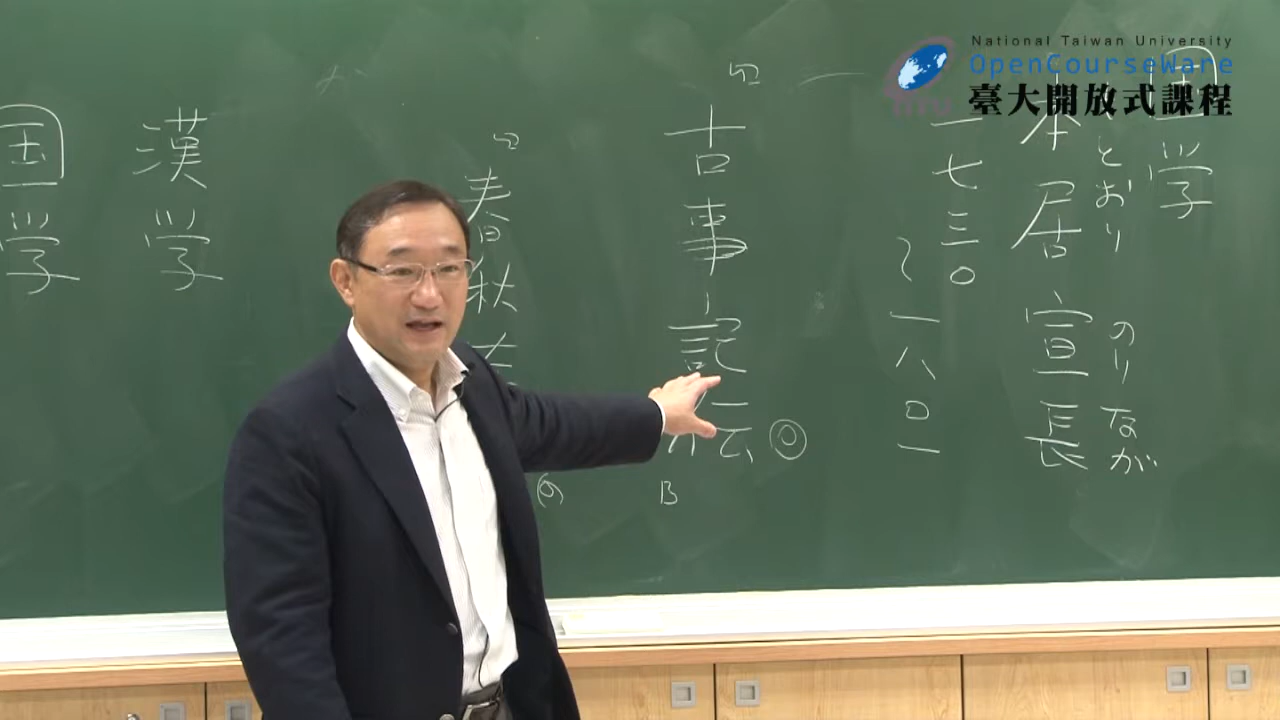 National Taiwan University
OpenCourseWare
臺大開放式課程
国学
とおり のりなが
本居宣長
一七三〇
〜一八〇一
古事記伝
春秋左
漢学
国学
B